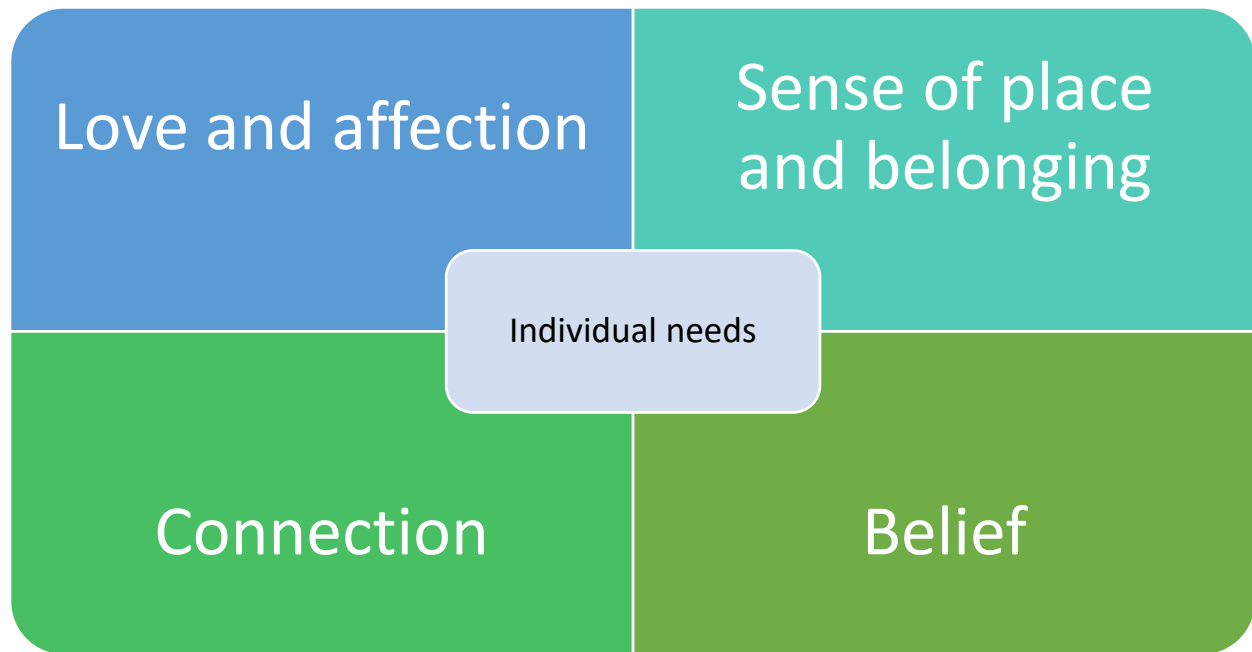 Love and affection
Sense of place
and belonging
Individual needs
Connection
Belief